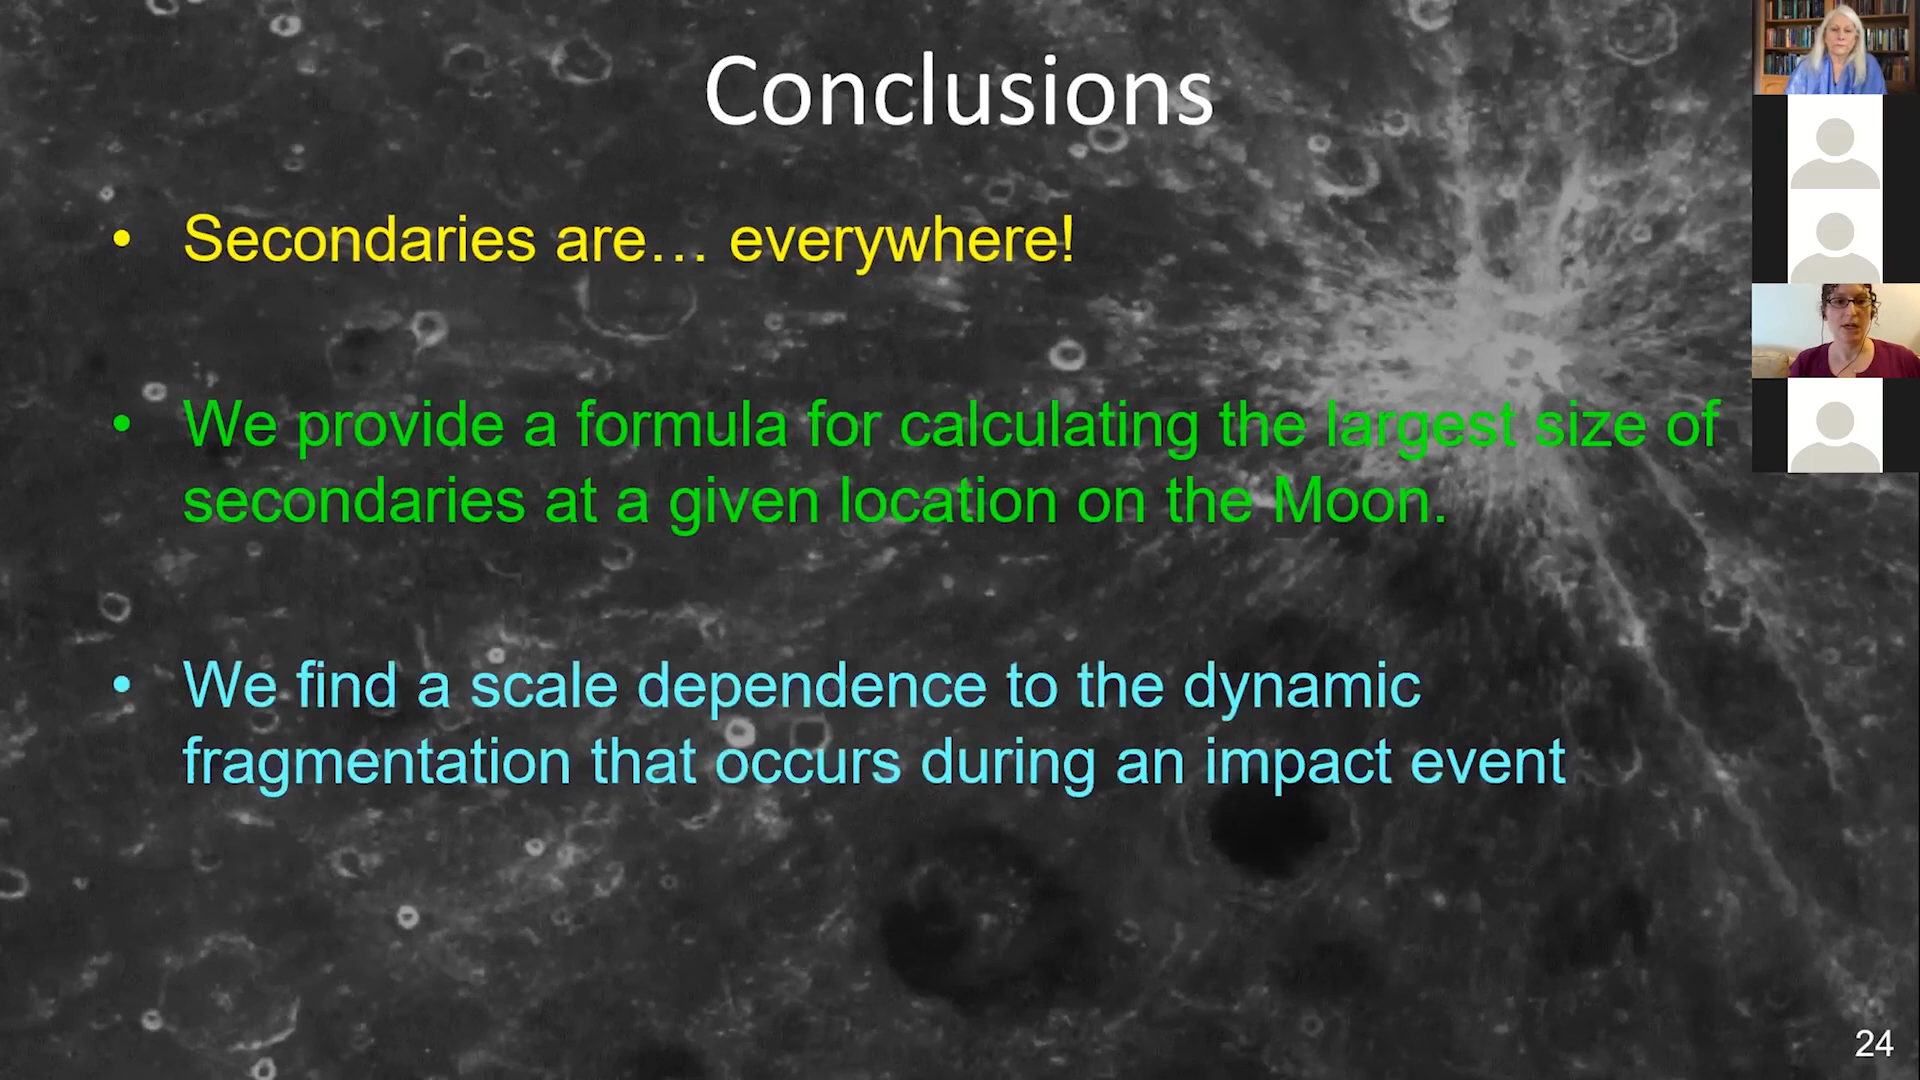 Conclusions
• Secondaries are… everywhere!
• We provide a formula for calculating the largest size of
secondaries at a given location on the Moon.
• We find a scale dependence to the dynamic
fragmentation that occurs during an impact event
24